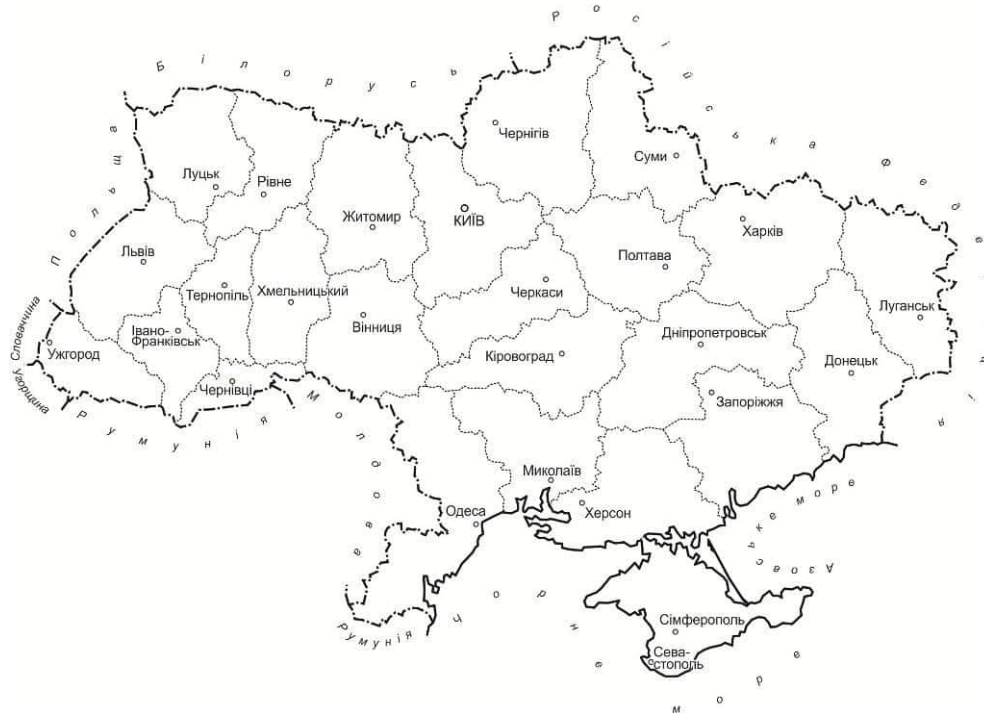 Білорусь
Російська Федерація
Польща
Словаччина
Угорщина
Румунія
Молдова
Румунія
Чорне море
Азовське море
Чернігів
Суми
Луцьк
Рівне
Житомир
КИЇВ
Харків
Львів
Полтава
Тернопіль
Хмельницький
Черкаси
Луганськ
Вінниця
Івано-
Франківськ
Дніпропетровськ
Ужгород
Кіровоград
Донецьк
Чернівці
Запоріжжя
Миколаїв
Одеса
Херсон
Сімферополь
Сева-
стополь